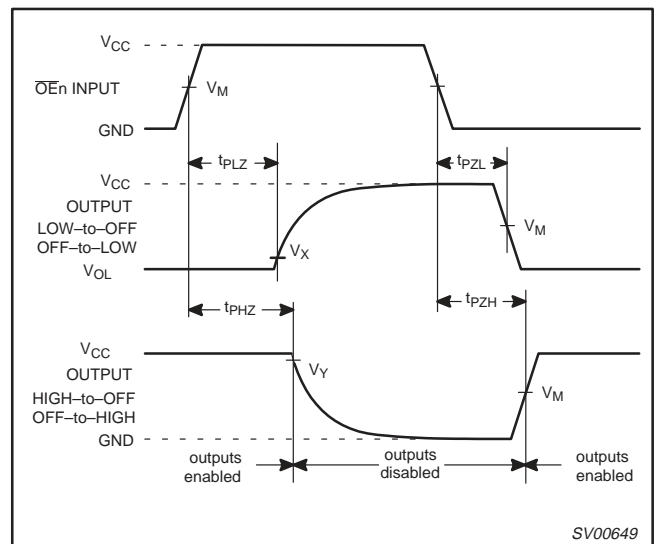 VCC
OEn INPUT
VM
GND
tPLZ
tPZL
VCC
OUTPUT
LOW–to–OFF
OFF–to–LOW
VM
VX
VOL
tPHZ
tPZH
VCC
OUTPUT
HIGH–to–OFF
OFF–to–HIGH
VY
VM
GND
outputs
enabled
outputs
disabled
outputs
enabled
SV00649